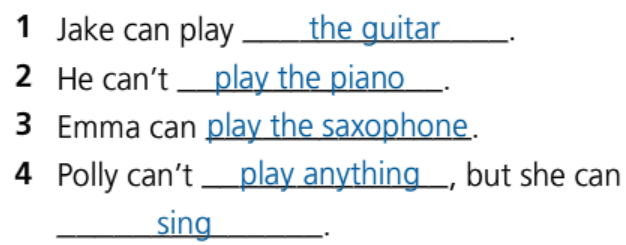 1 Jake can play the guitar.
2 He can't play the piano.
3 Emma can play the saxophone.
4 Polly can't play anything, but she can
sing.